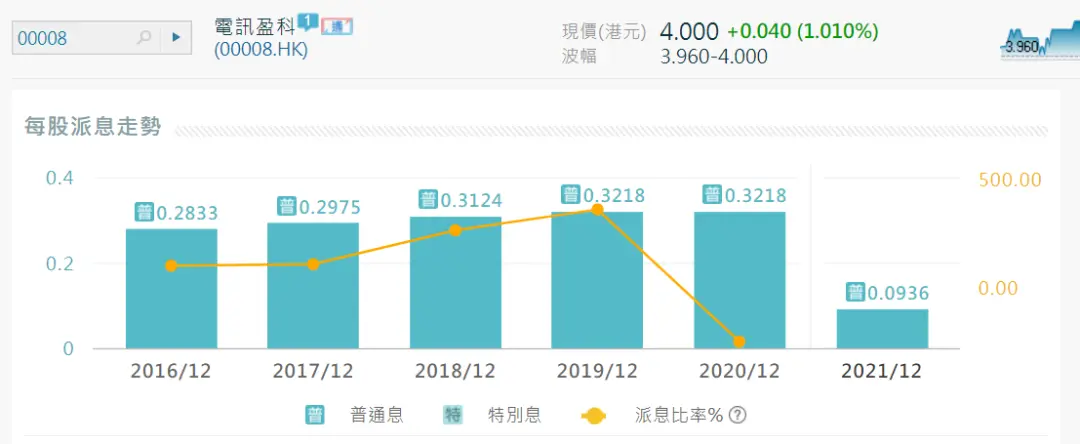 00008
電訊盈科 1
(00008.HK)
現價(港元) 4.000 +0.040 (1.010%)
波幅 3.960-4.000
3.960
每股派息走勢
0.4
0.2
0
500.00
0.00
普0.2833
普0.2975
普0.3124
普0.3218
普0.3218
普0.0936
2016/12 2017/12 2018/12 2019/12 2020/12 2021/12
普 普通息 特 特別息 派息比率% ?